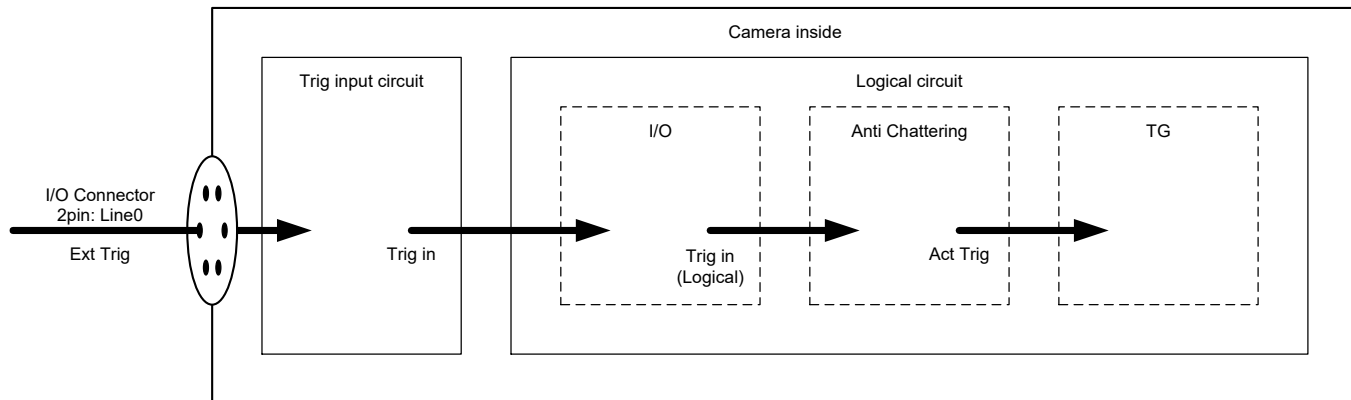 Camera inside
Trig input circuit
Logical circuit
I/O
Anti Chattering
TG
I/O Connector
2pin: Line0
Ext Trig
Trig in
Trig in
(Logical)
Act Trig